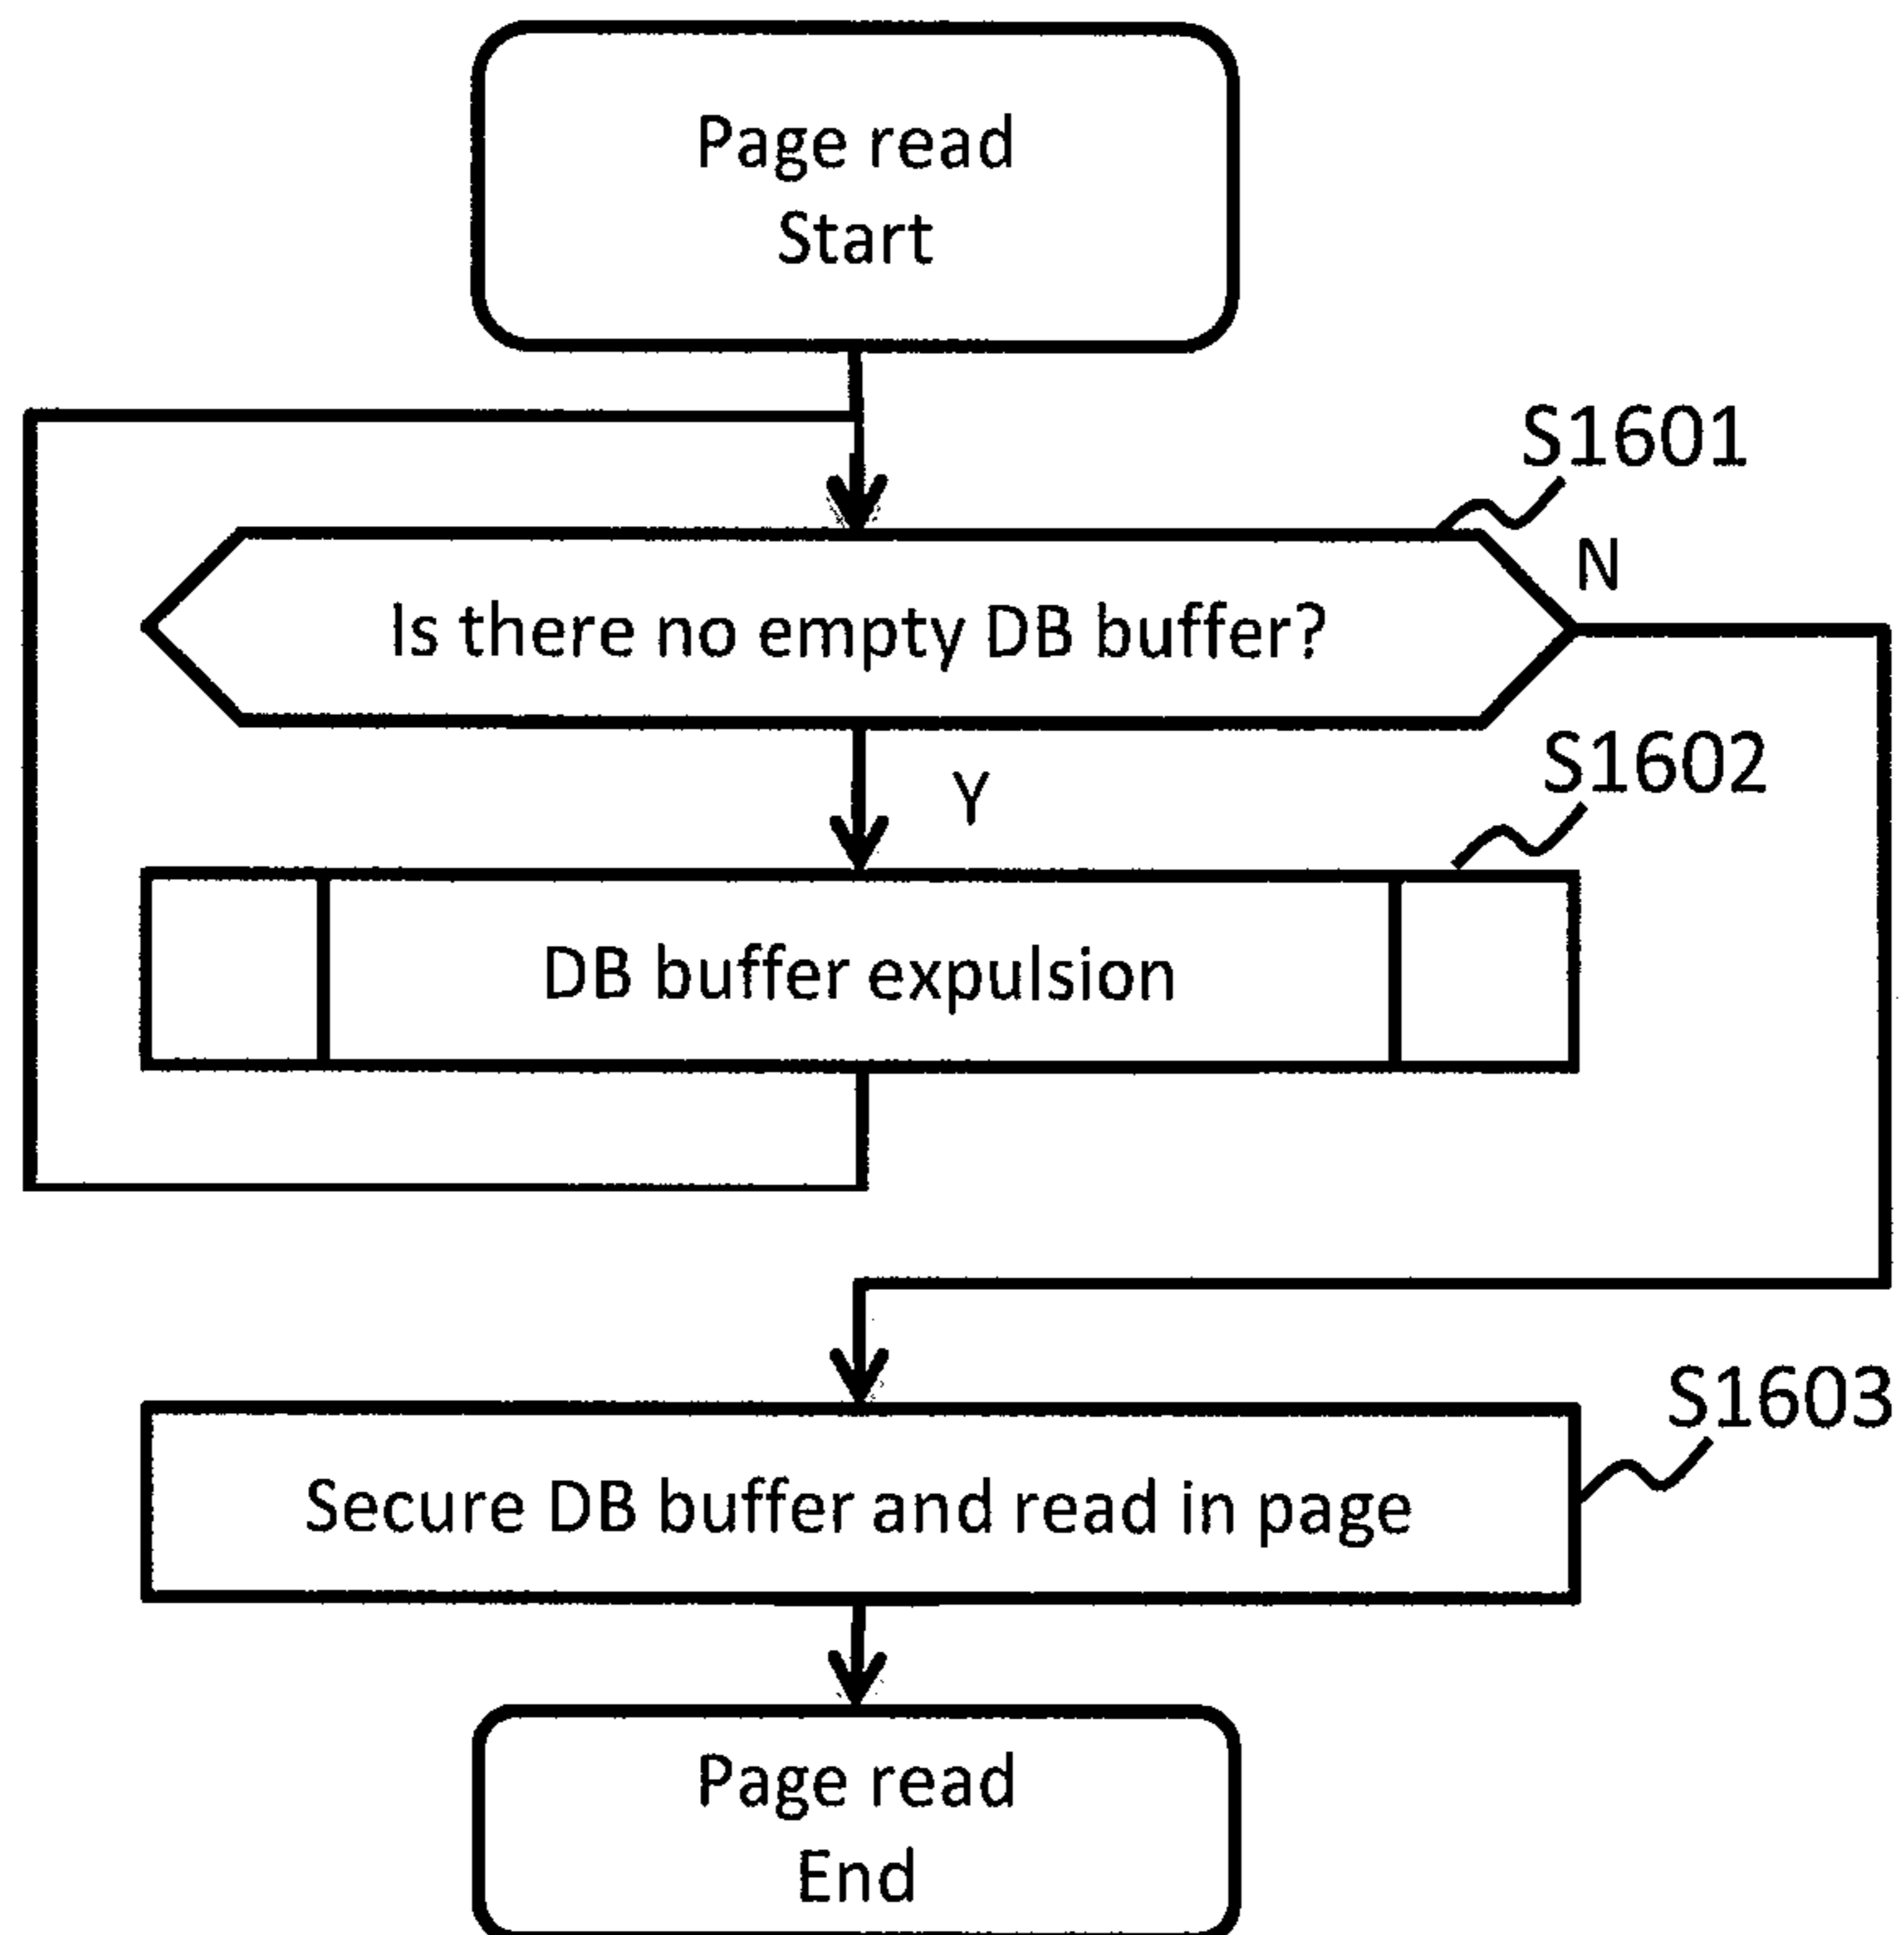 Page read
Start
S1601
N
Is there no empty DB buffer?
Y
S1602
DB buffer expulsion
S1603
Secure DB buffer and read in page
Page read
End